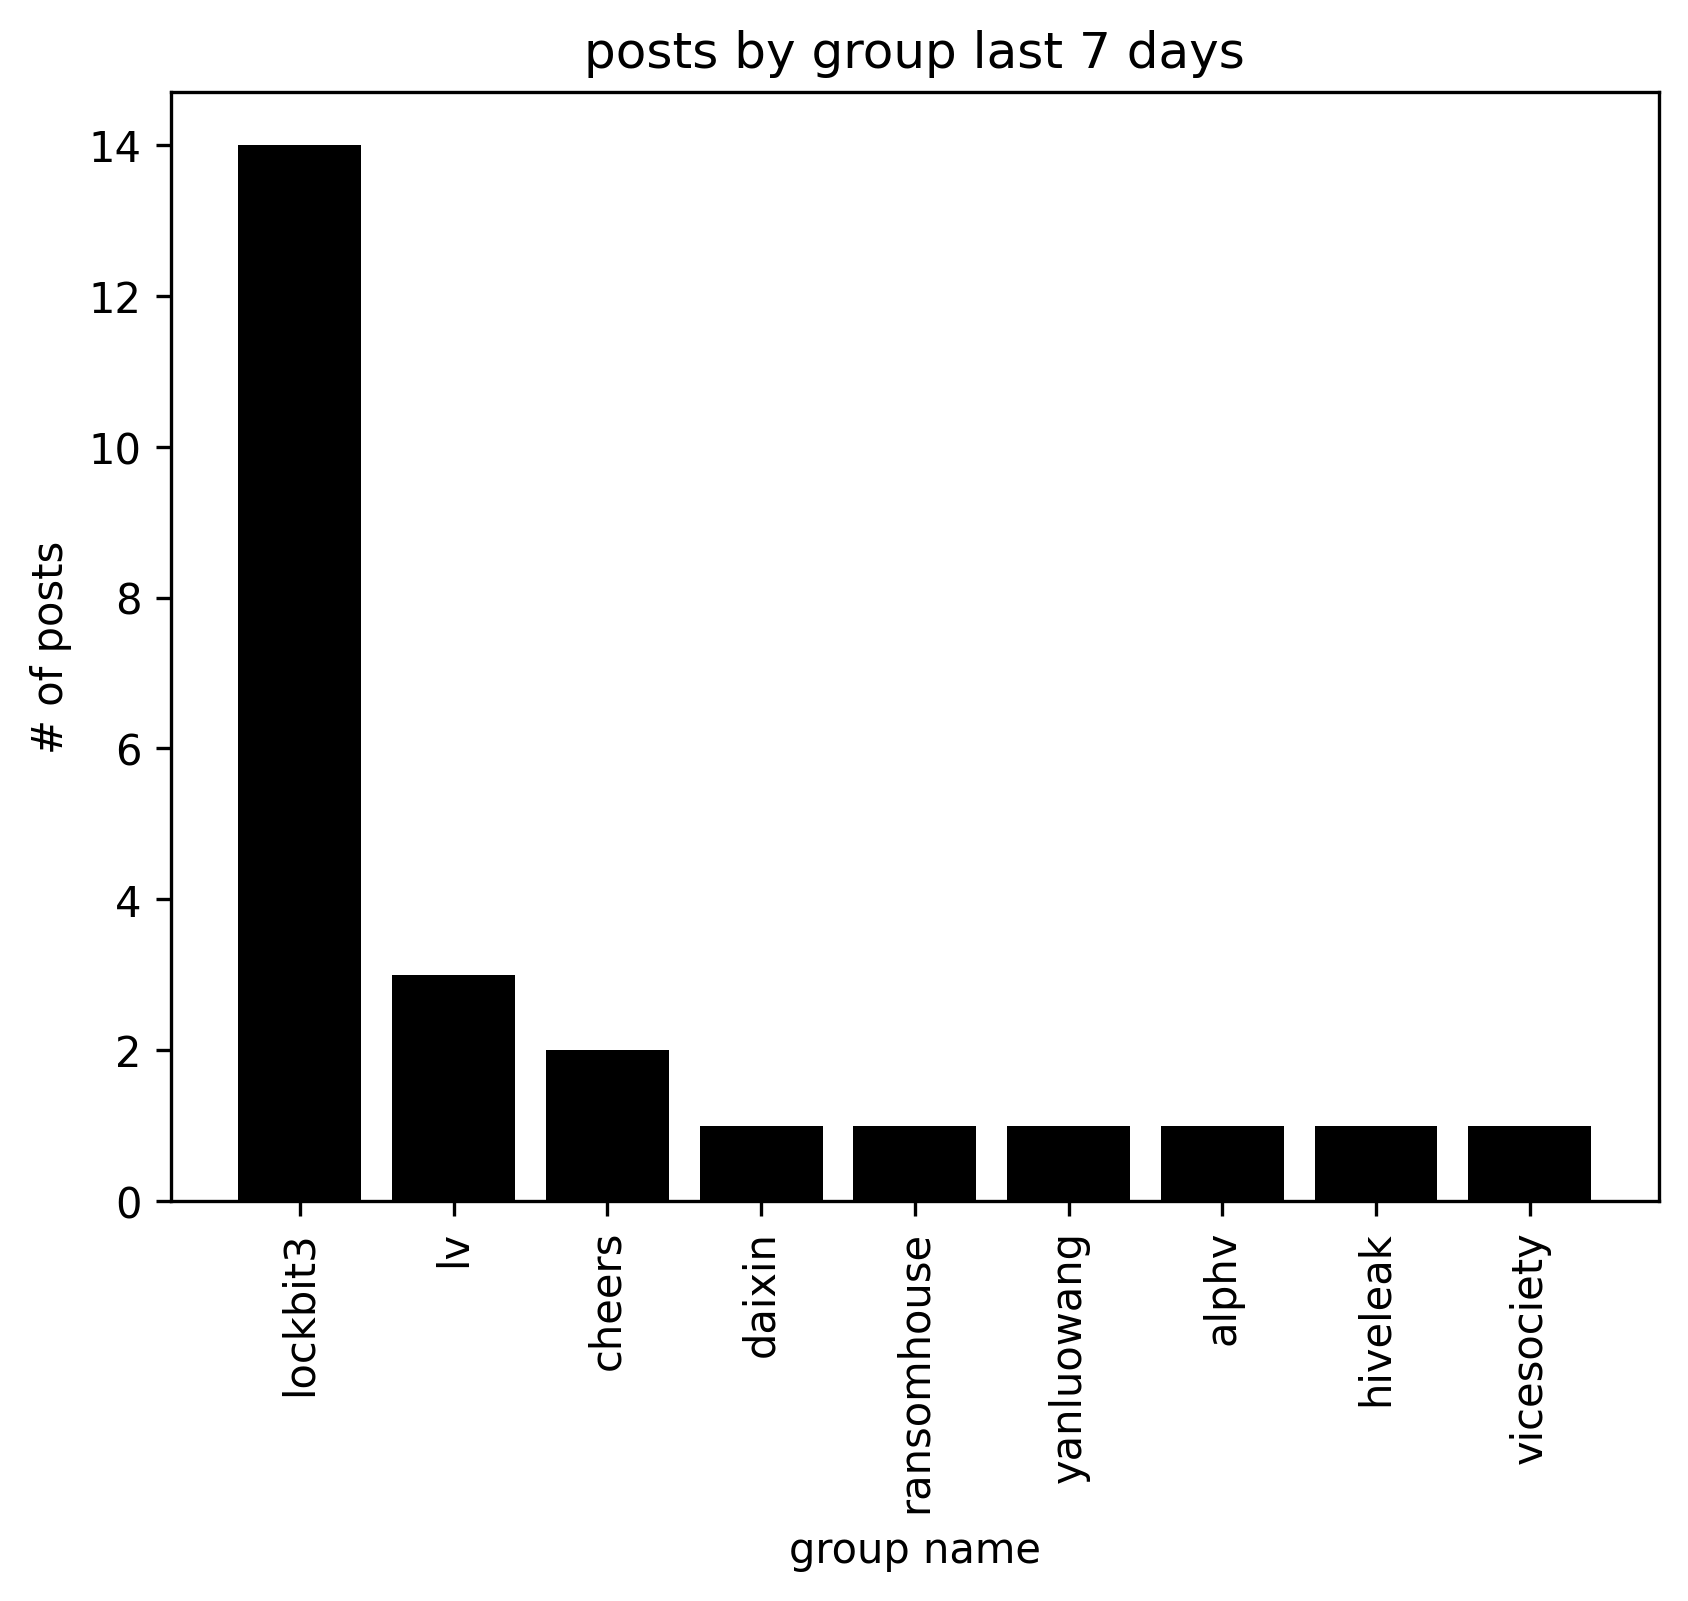 posts by group last 7 days
# of posts
14
12
10
8
6
4
2
0
lockbit3
lv
cheers
daixin
ransomhouse
yanluowang
alphv
hiveleak
vicesociety
group name